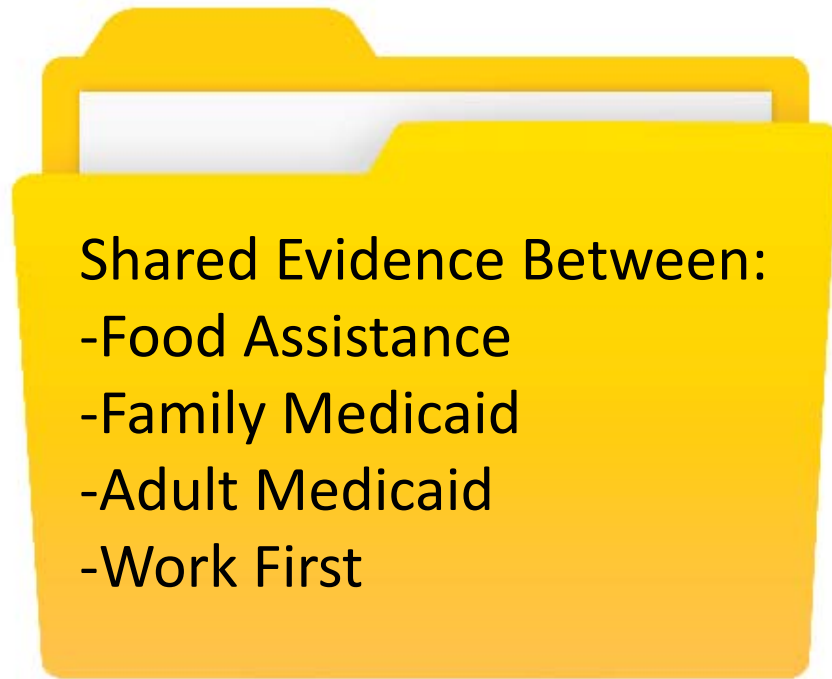 Shared Evidence Between:
-Food Assistance
-Family Medicaid
-Adult Medicaid
-Work First